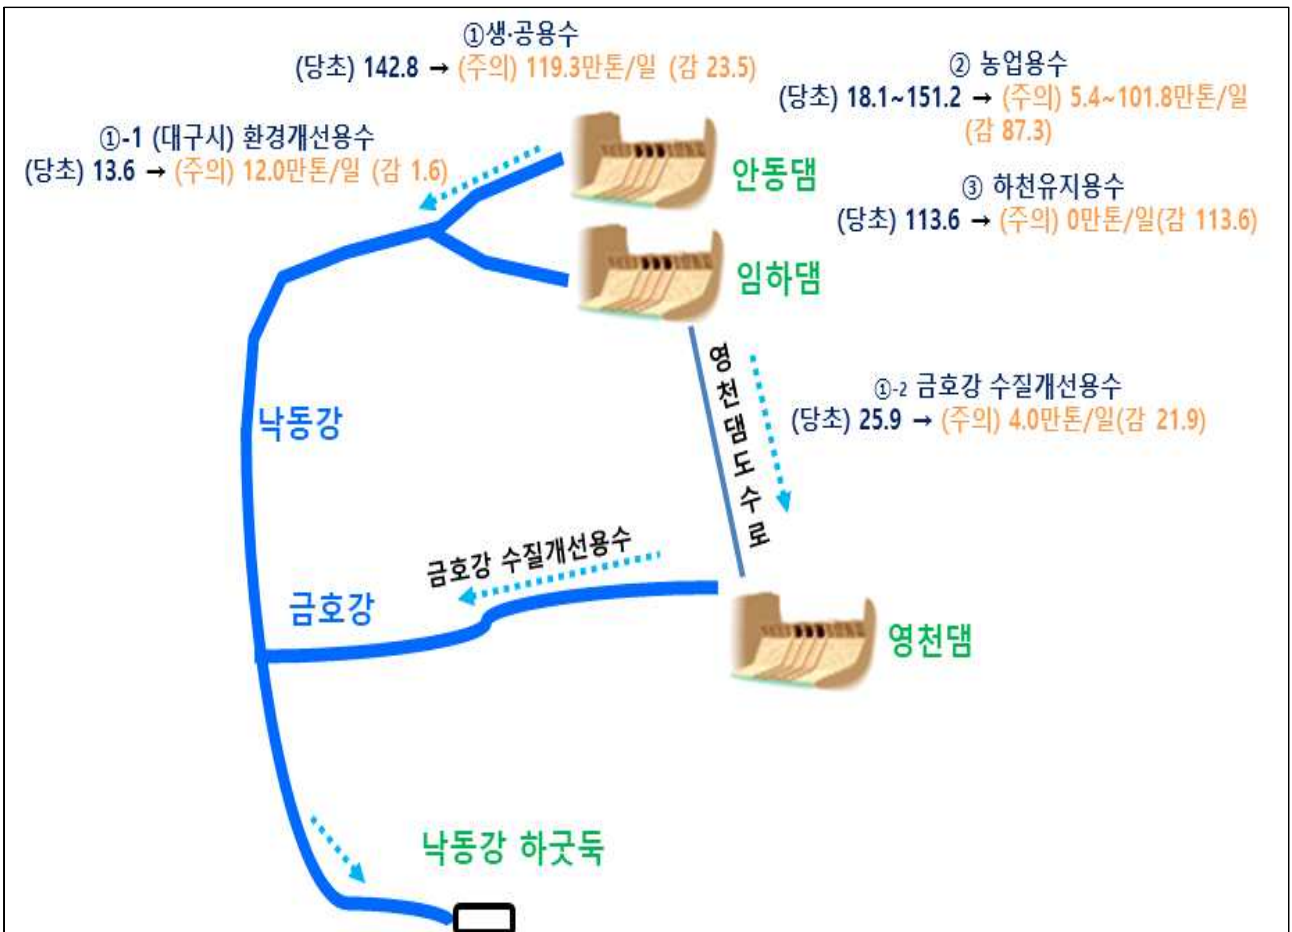 ①생·공용수
(당초) 142.8 → (주의) 119.3만톤/일 (감 23.5)
② 농업용수
(당초) 18.1~151.2 → (주의) 5.4~101.8만톤/일
(감 87.3)
①-1 (대구시) 환경개선용수
(당초) 13.6 → (주의) 12.0만톤/일 (감 1.6)
안동댐
③ 하천유지용수
(당초) 113.6 → (주의) 0만톤/일(감 113.6)
임하댐
영천댐도수로
①-2 금호강 수질개선용수
(당초) 25.9 → (주의) 4.0만톤/일(감 21.9)
낙동강
금호강 수질개선용수
금호강
영천댐
낙동강 하굿둑